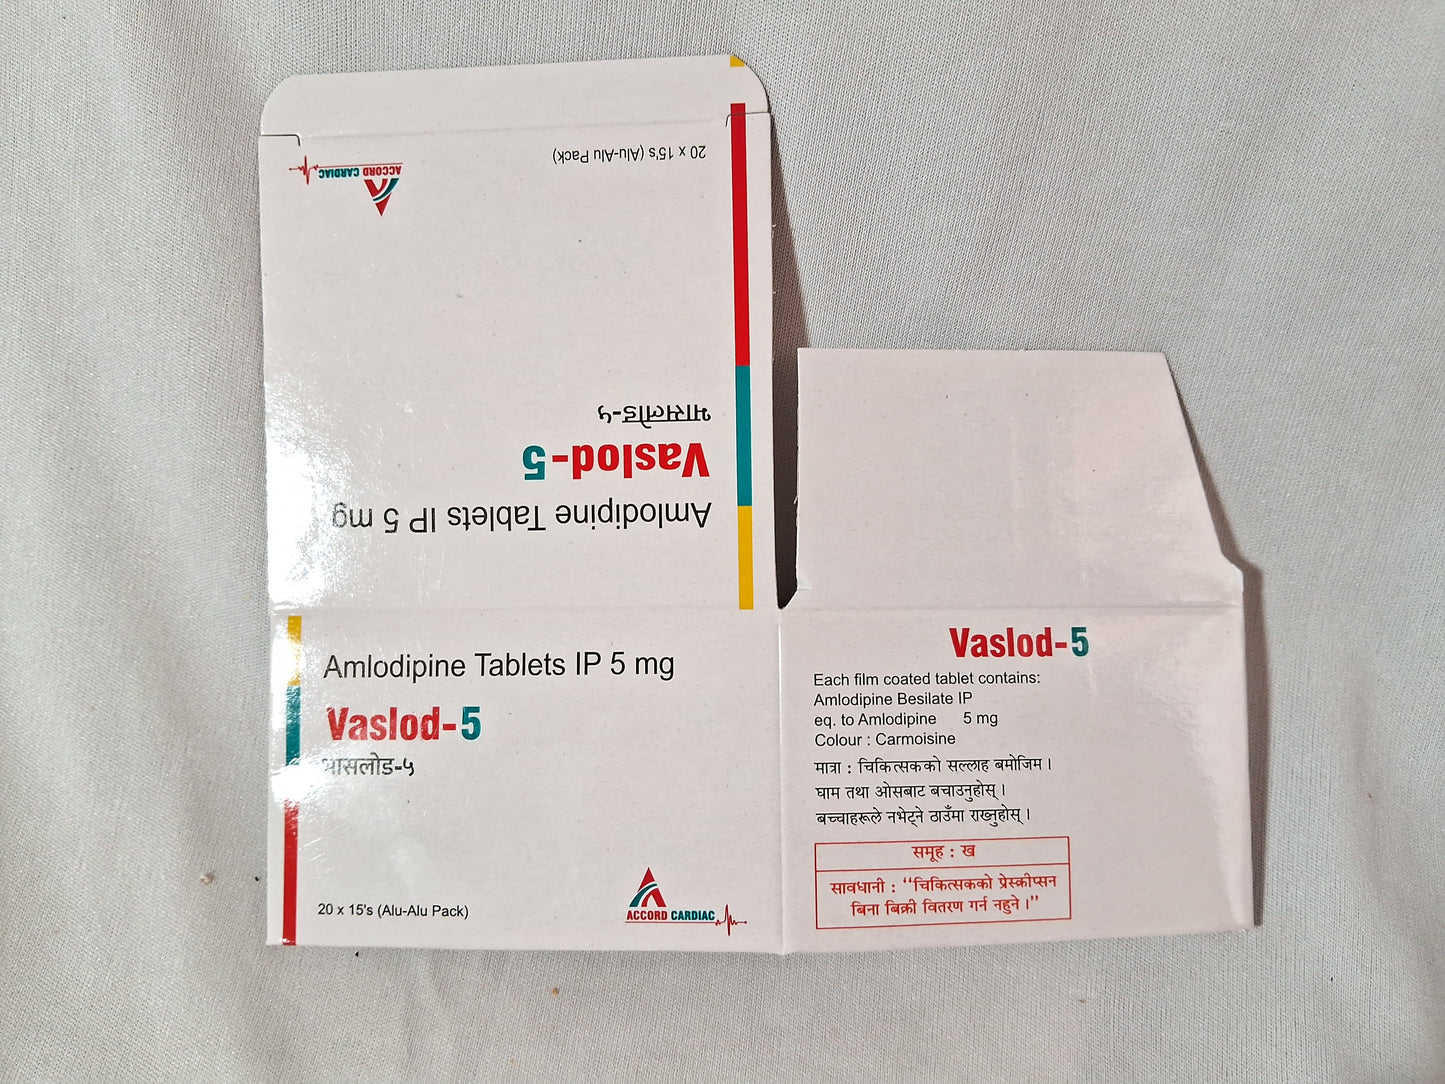 20 x 15's (Alu-Alu Pack)
ACCORD CARDIAC
भासलोड-५
Vaslod-5
Amlodipine Tablets IP 5 mg
Amlodipine Tablets IP 5 mg
Vaslod-5
भासलोड-५
20 x 15's (Alu-Alu Pack)
ACCORD CARDIAC
Vaslod-5
Each film coated tablet contains:
Amlodipine Besilate IP
eq. to Amlodipine 5 mg
Colour : Carmoisine
मात्रा : चिकित्सकको सल्लाह बमोजिम ।
घाम तथा ओसबाट बचाउनुहोस् ।
बच्चाहरूले नभेट्ने ठाउँमा राख्नुहोस् ।
समूह : ख
सावधानी : “चिकित्सकको प्रेस्क्रीप्सन
बिना बिक्री वितरण गर्न नहुने ।”